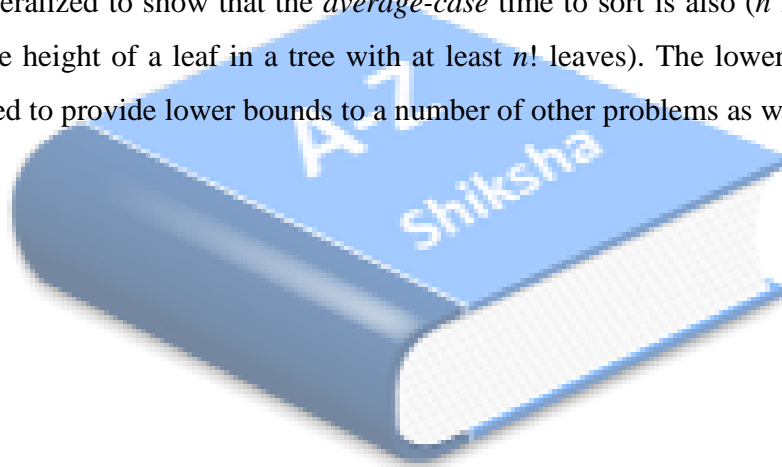 eralized to show that the average-case time to sort is also (n
e height of a leaf in a tree with at least n! leaves). The lower
ed to provide lower bounds to a number of other problems as w
A-Z
Shiksha